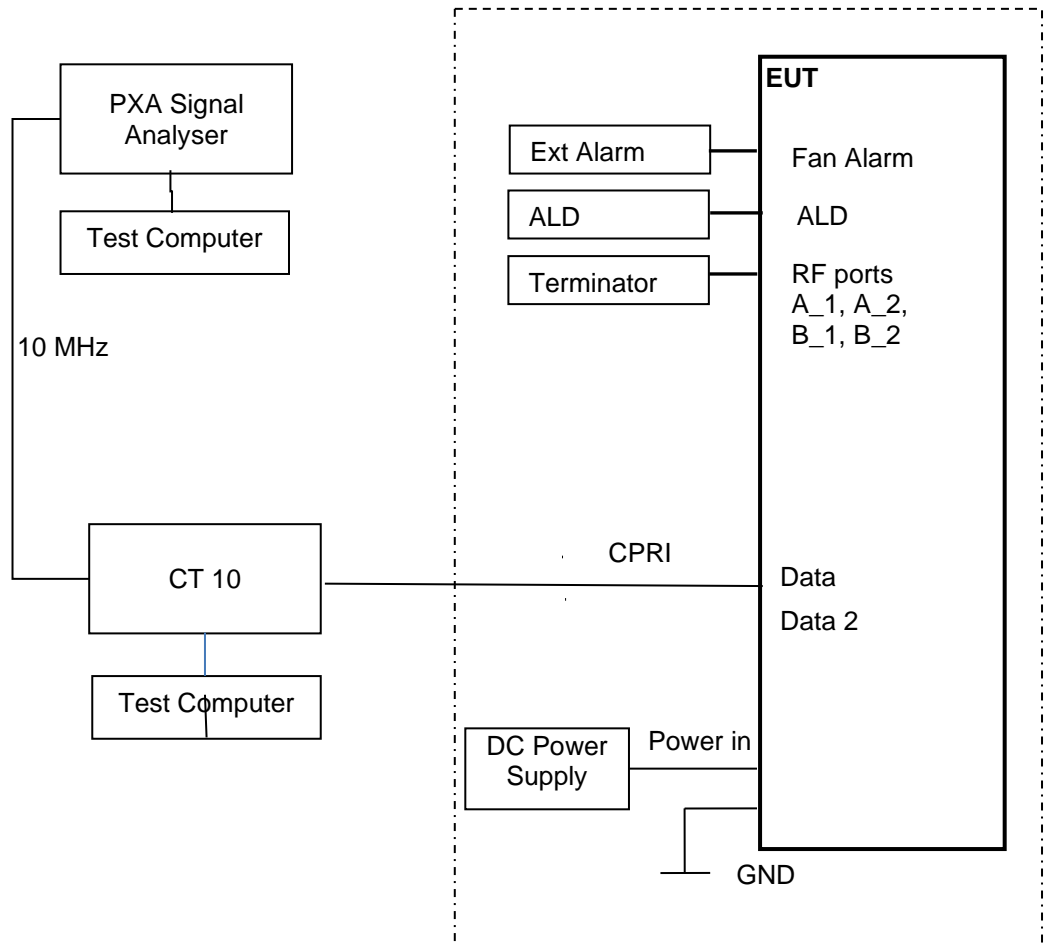 PXA Signal
Analyser
Test Computer
10 MHz
CT 10
Test Computer
EUT
Ext Alarm
Fan Alarm
ALD
ALD
Terminator
RF ports
A_1, A_2,
B_1, B_2
CPRI
Data
Data 2
DC Power
Supply
Power in
GND